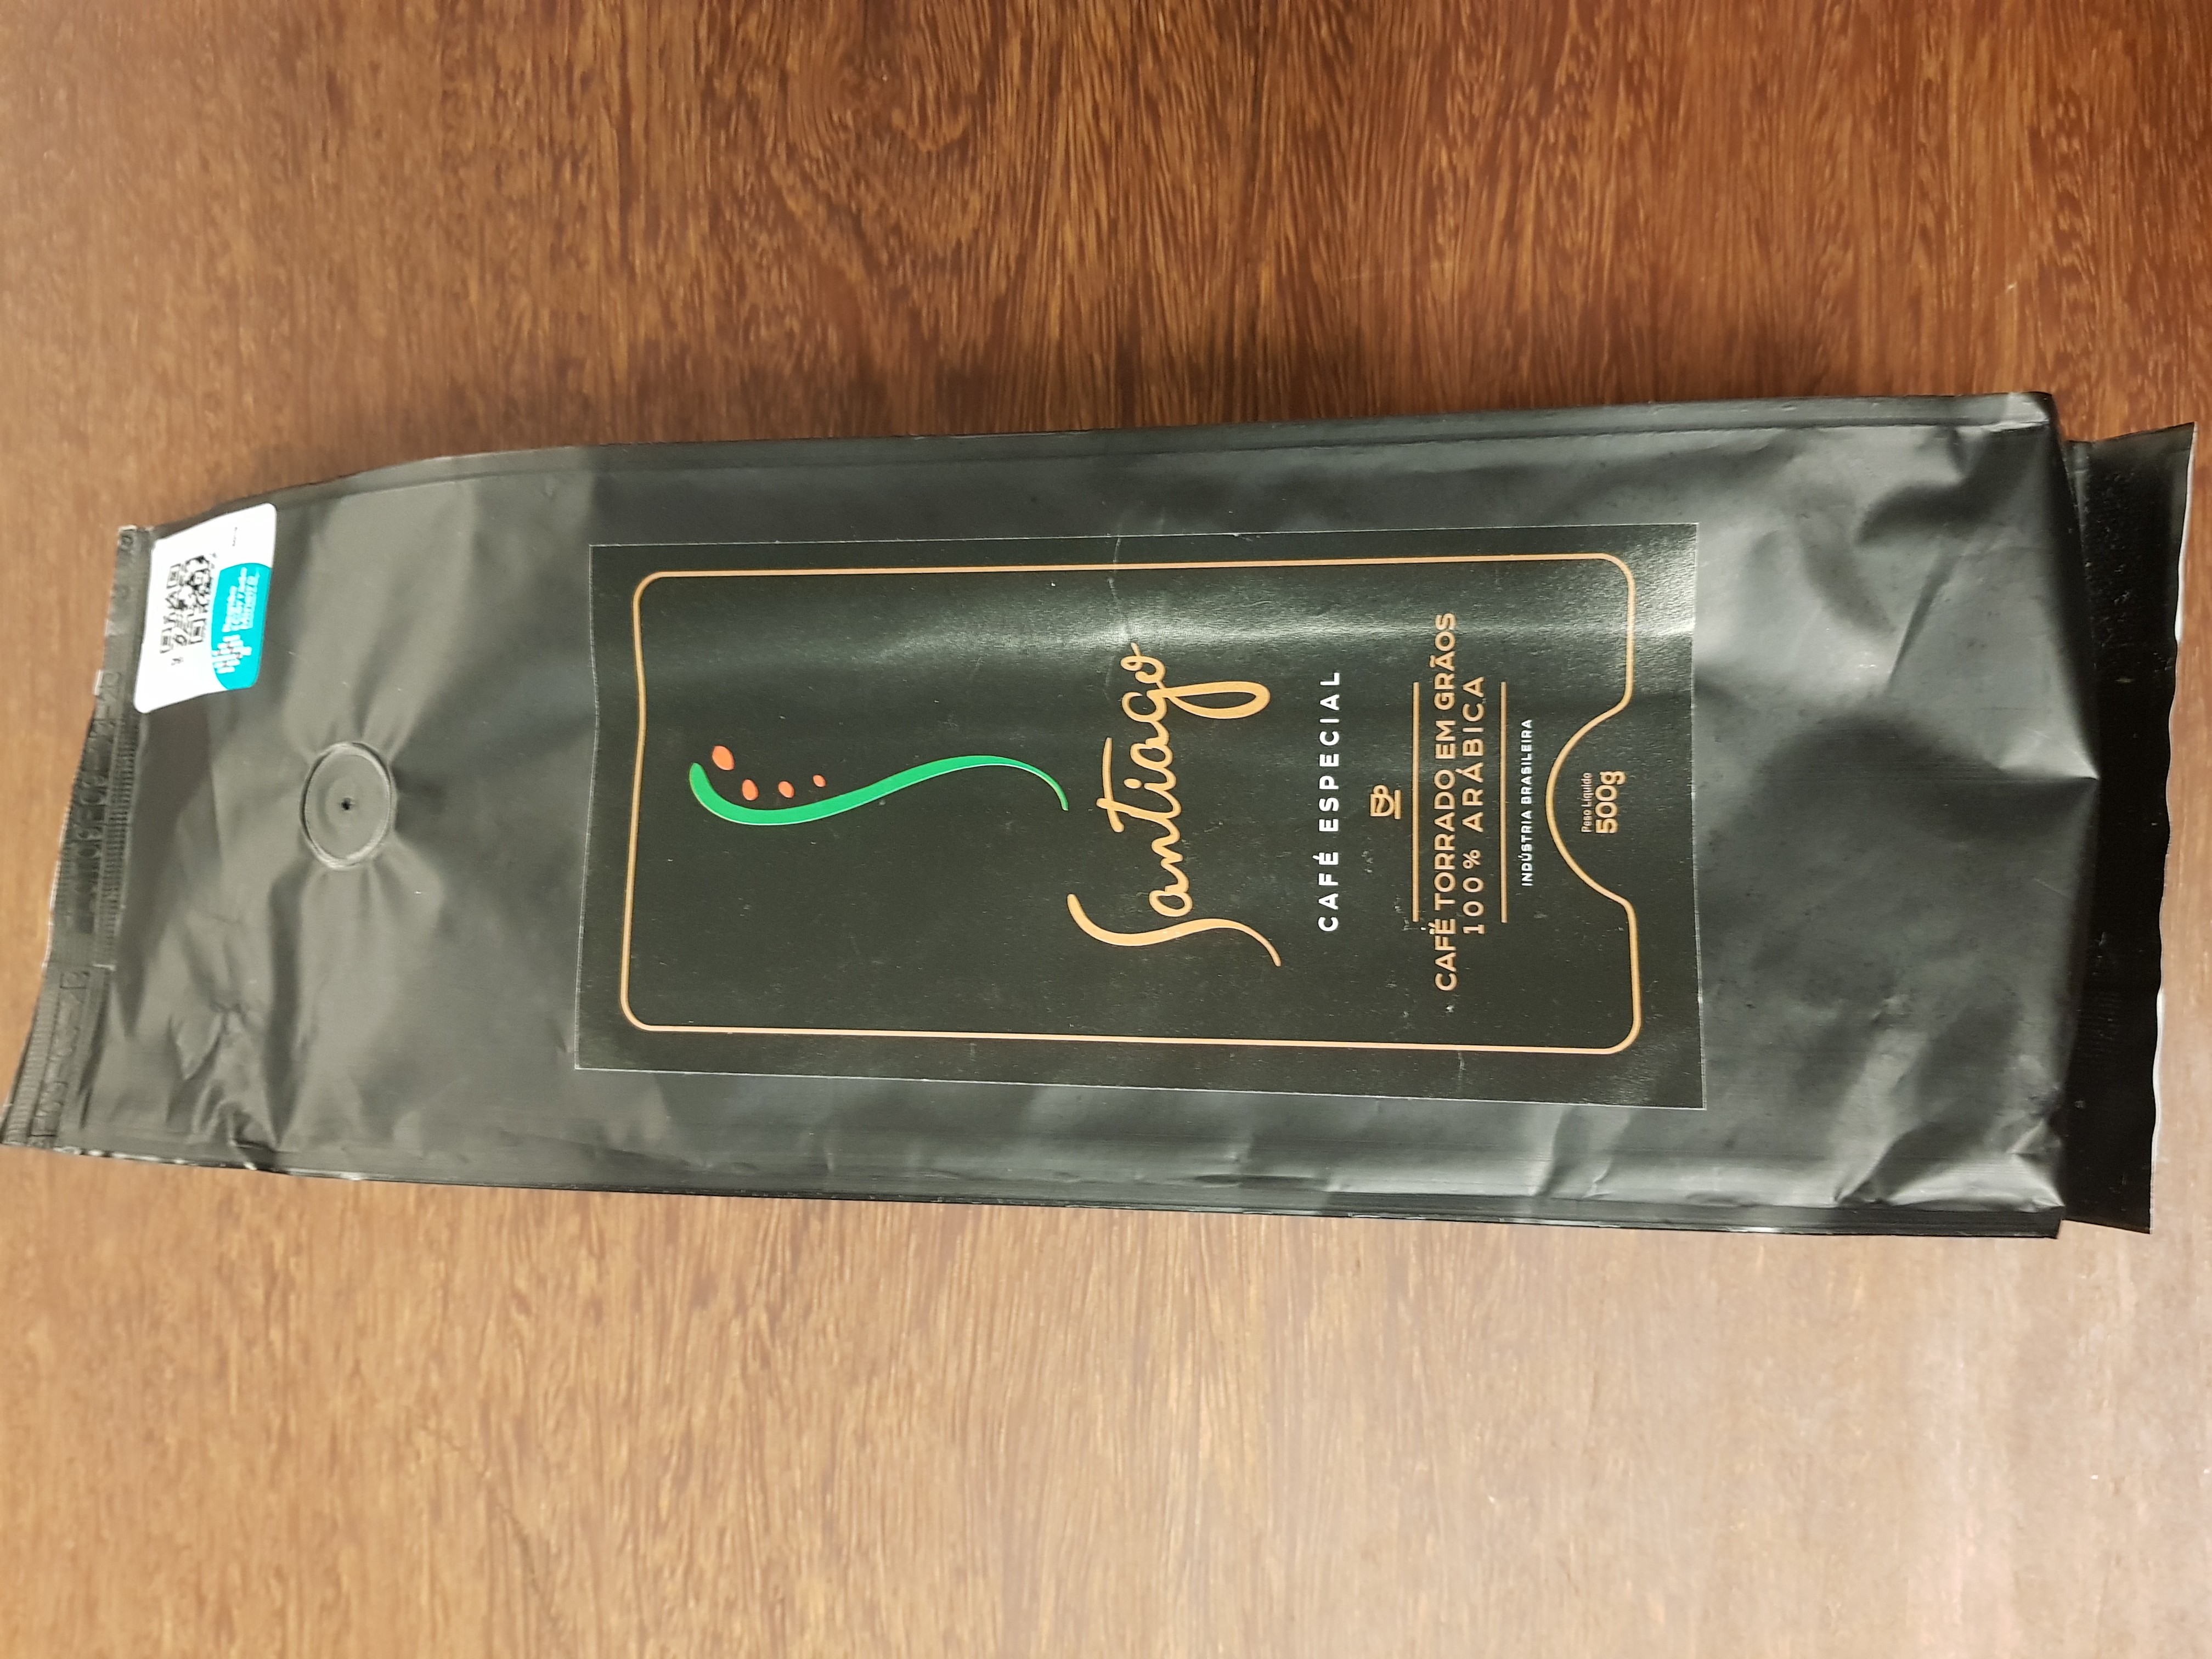 Santiago
CAFÉ ESPECIAL
CAFÉ TORRADO EM GRÃOS
100% ARÁBICA
INDÚSTRIA BRASILEIRA
Peso Líquido
500g